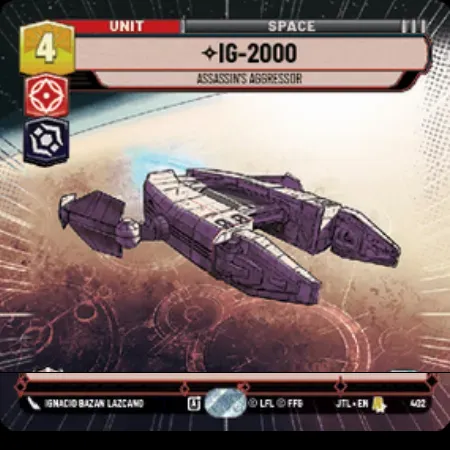 UNIT SPACE
4
IG-2000
ASSASSIN'S AGGRESSOR
IGNACIO BAZAN LAZCANO
© LFL © FFG
JTL • EN
402